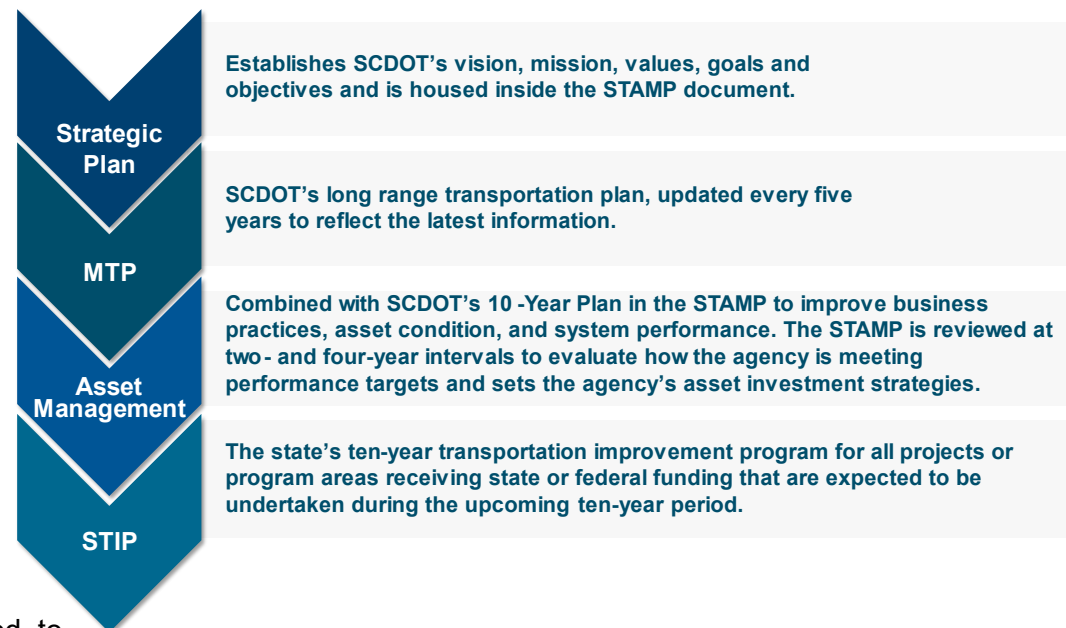 Establishes SCDOT’s vision, mission, values, goals and
objectives and is housed inside the STAMP document.
Strategic
Plan
SCDOT’s long range transportation plan, updated every five
years to reflect the latest information.
MTP
Combined with SCDOT’s 10 -Year Plan in the STAMP to improve business
practices, asset condition, and system performance. The STAMP is reviewed at
two- and four-year intervals to evaluate how the agency is meeting
performance targets and sets the agency’s asset investment strategies.
Asset
Management
The state’s ten-year transportation improvement program for all projects or
program areas receiving state or federal funding that are expected to be
undertaken during the upcoming ten-year period.
STIP